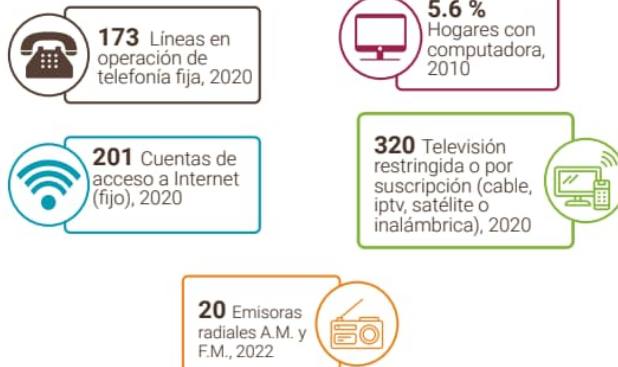 173 Líneas en
operación de
telefonía fija, 2020
5.6 %
Hogares con
computadora,
2010
201 Cuentas de
acceso a Internet
(fijo), 2020
320 Televisión
restringida o por
suscripción (cable,
iptv, satélite o
inalámbrica), 2020
20 Emisoras
radiales A.M. y
F.M., 2022